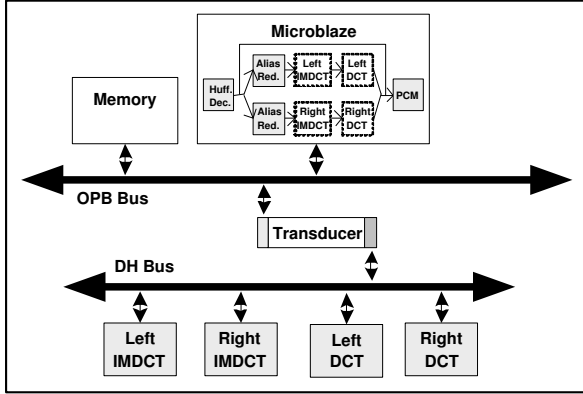 Microblaze
Memory
Huff.
Dec.
Alias
Red.
Left
IMDCT
Left
DCT
Alias
Red.
Right
IMDCT
Right
DCT
PCM
OPB Bus
Transducer
DH Bus
Left
IMDCT
Right
IMDCT
Left
DCT
Right
DCT